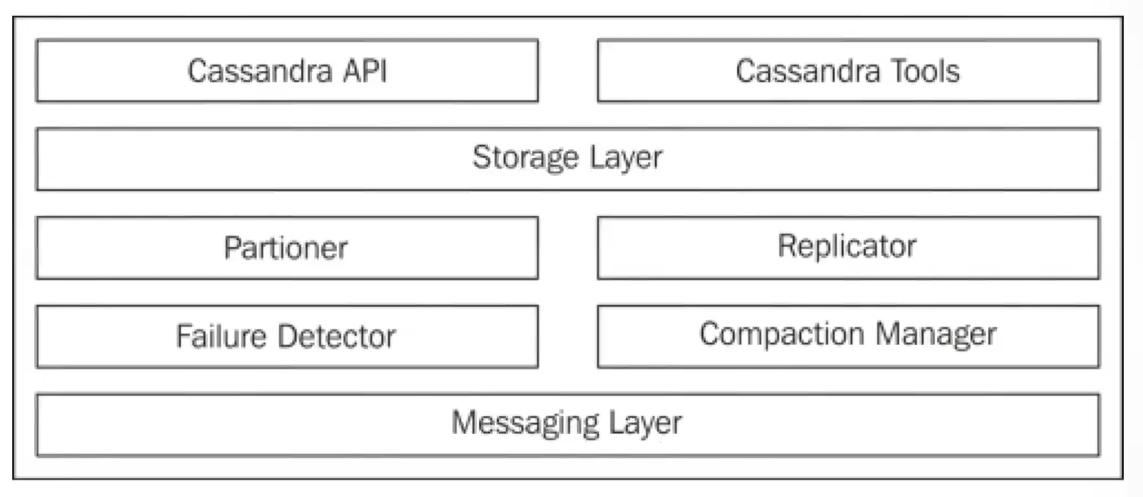 Cassandra API
Cassandra Tools
Storage Layer
Partioner
Replicator
Failure Detector
Compaction Manager
Messaging Layer